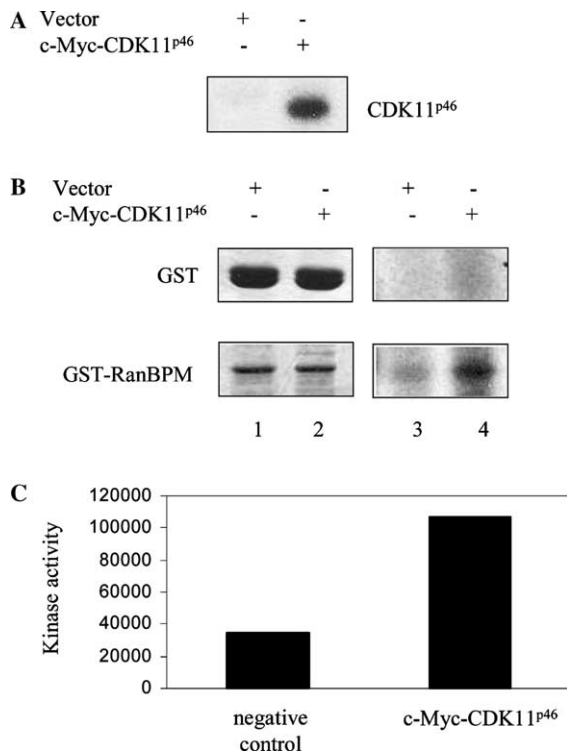 A Vector + -
c-Myc-CDK11p46 - +
CDK11p46
B Vector + - + -
c-Myc-CDK11p46 - + - +
GST
GST-RanBPM
1 2 3 4
C
120000
100000
80000
60000
40000
20000
0
Kinase activity
negative control
c-Myc-CDK11p46